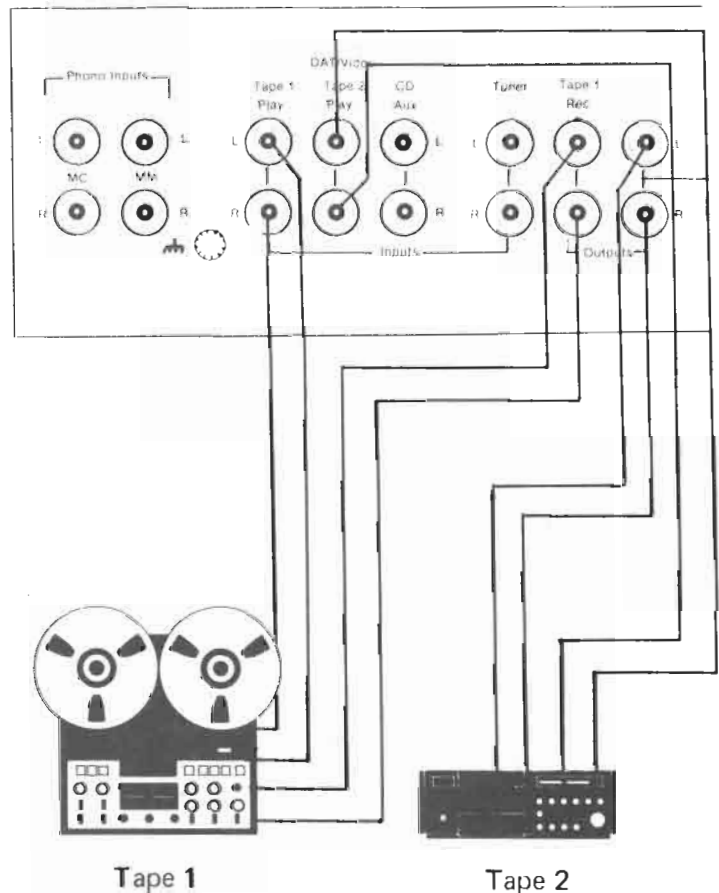 Phono Inputs
DAT/Video
Tape 1 Tape 2 CD Tuner Tape 1
Play Play Aux Rec
L L L L L L
MC MM
R R R R R R
Inputs Outputs
Tape 1 Tape 2